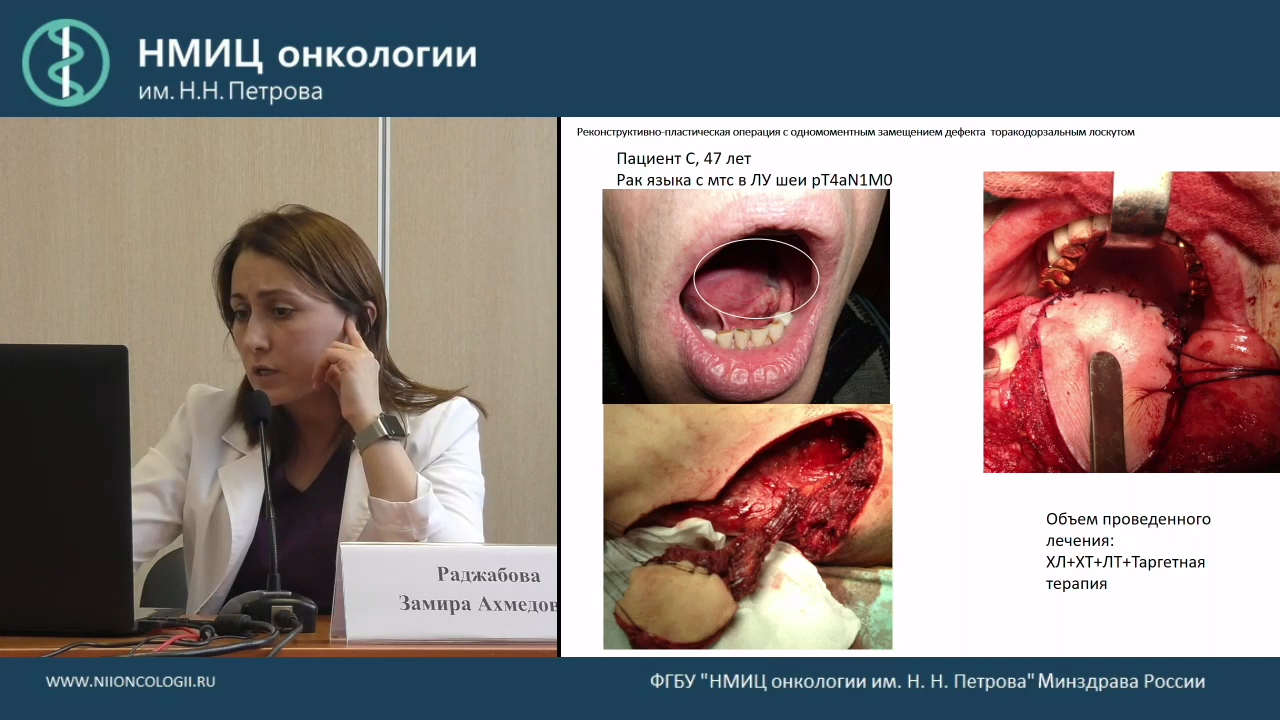 НМИЦ онкологии
им. Н.Н. Петрова
Реконструктивно-пластическая операция с одномоментным замещением дефекта торакодорзальным лоскутом
Пациент С, 47 лет
Рак языка с мтс в ЛУ шеи pT4aN1M0
Объем проведенного
лечения:
ХЛ+ХТ+ЛТ+Таргетная
терапия
Раджабова
Замира Ахмедов
WWW.NIIONCOLOGII.RU
ФГБУ "НМИЦ онкологии им. Н. Н. Петрова" Минздрава России